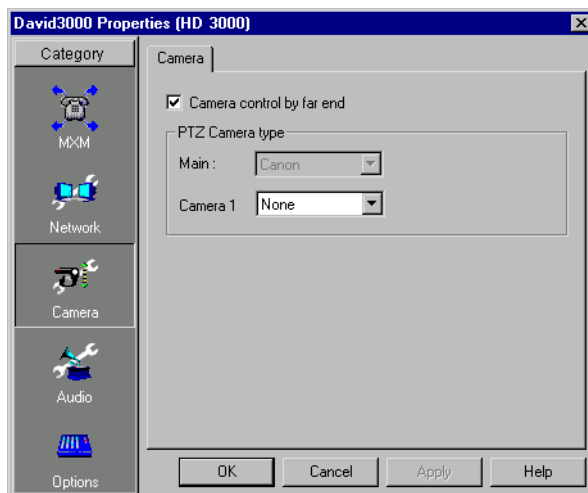 David3000 Properties (HD 3000)
Category
MXM
Network
Camera
Audio
Options
Camera
Camera control by far end
PTZ Camera type
Main : Canon
Camera 1 None
OK Cancel Apply Help